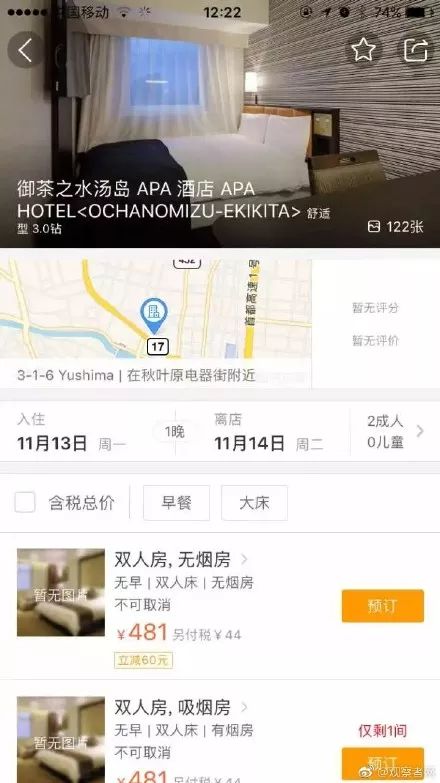 中国移动 12:22 74%
御茶之水汤岛 APA 酒店 APA
HOTEL<OCHANOMIZU-EKIKITA> 舒适
型 3.0钻
122张
452
首都高速1号
17
暂无评分
暂无评价
3-1-6 Yushima | 在秋叶原电器街附近
入住
11月13日 周一
1晚
离店
11月14日 周二
2成人
0儿童
含税总价
早餐
大床
暂无图片
双人房, 无烟房
无早 | 双人床 | 无烟房
不可取消
¥481 另付税¥44
立减60元
预订
暂无图片
双人房, 吸烟房
无早 | 双人床 | 有烟房
不可取消
¥481 另付税¥44
仅剩1间
预订
@观察者网